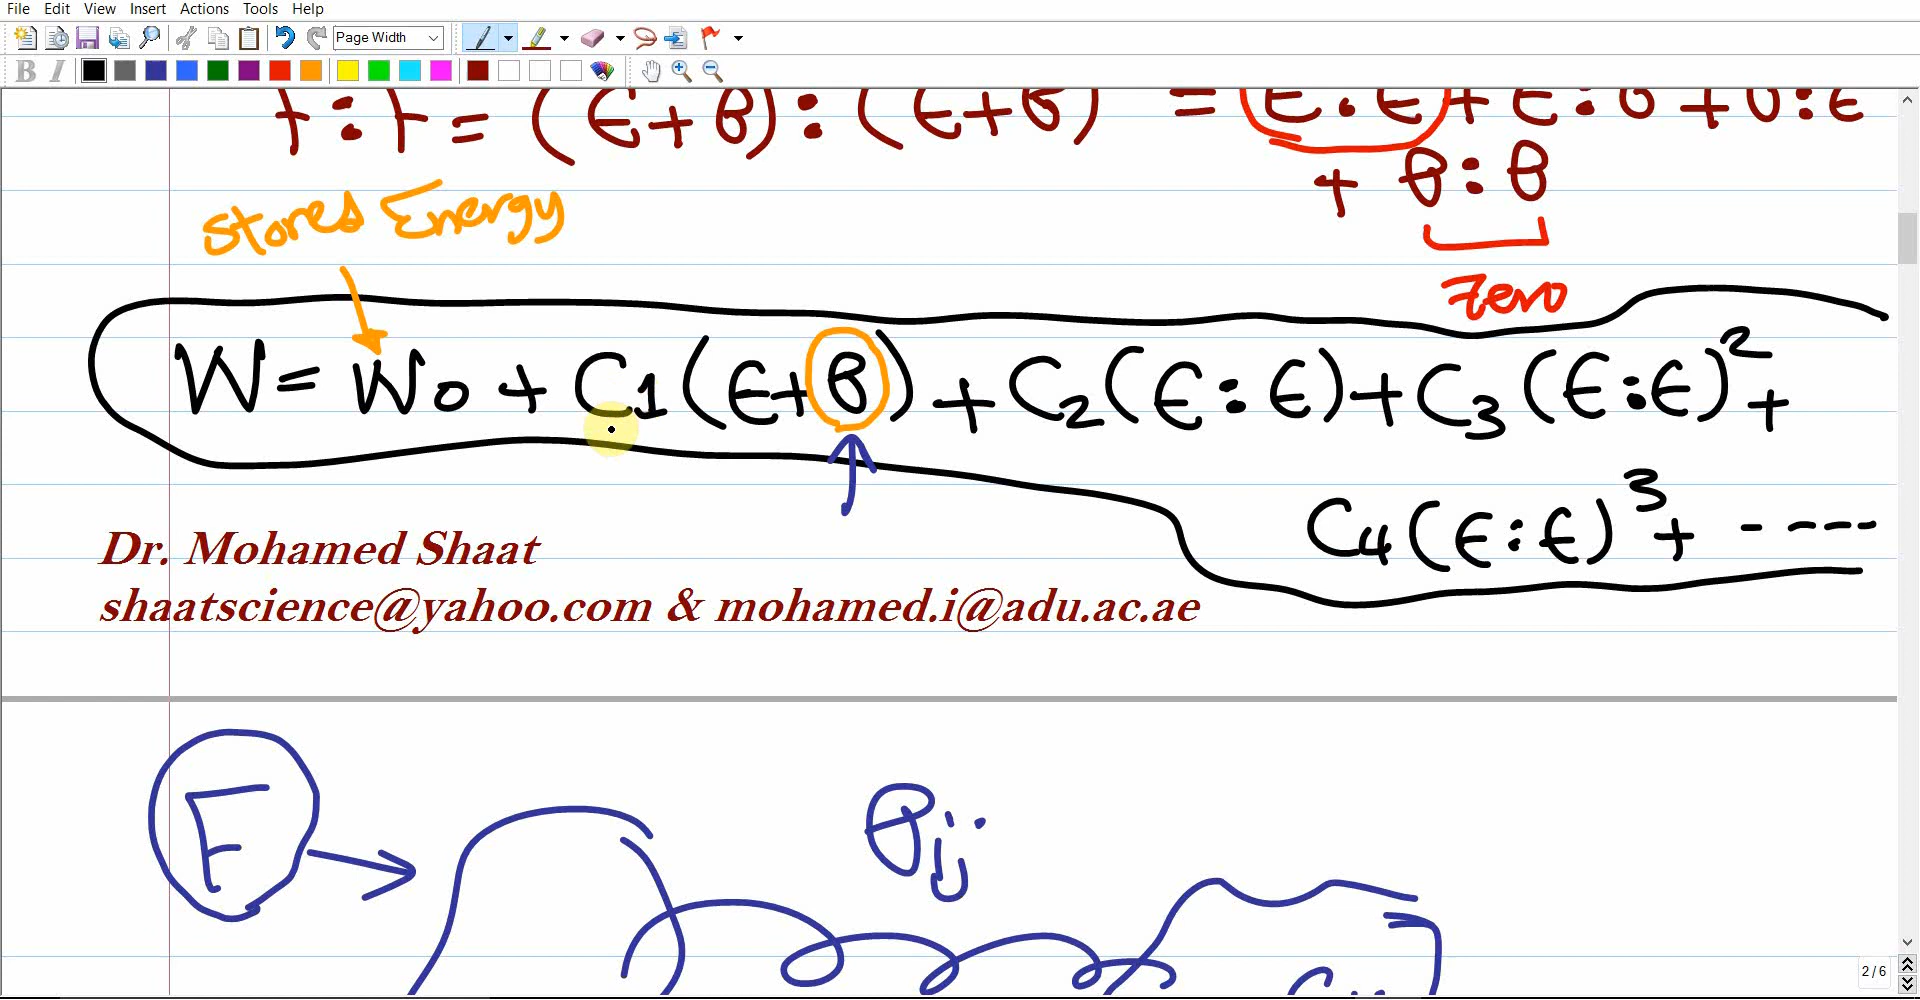 File Edit View Insert Actions Tools Help
Page Width
B I
+ θ:θ
Stored Energy
Zero
W = W0 + C1(ϵ+θ) + C2(ϵ:ϵ) + C3(ϵ:ϵ)² +
C4(ϵ:ϵ)³ + -----
Dr. Mohamed Shaat
shaatscience@yahoo.com & mohamed.i@adu.ac.ae
F
θij
2 / 6